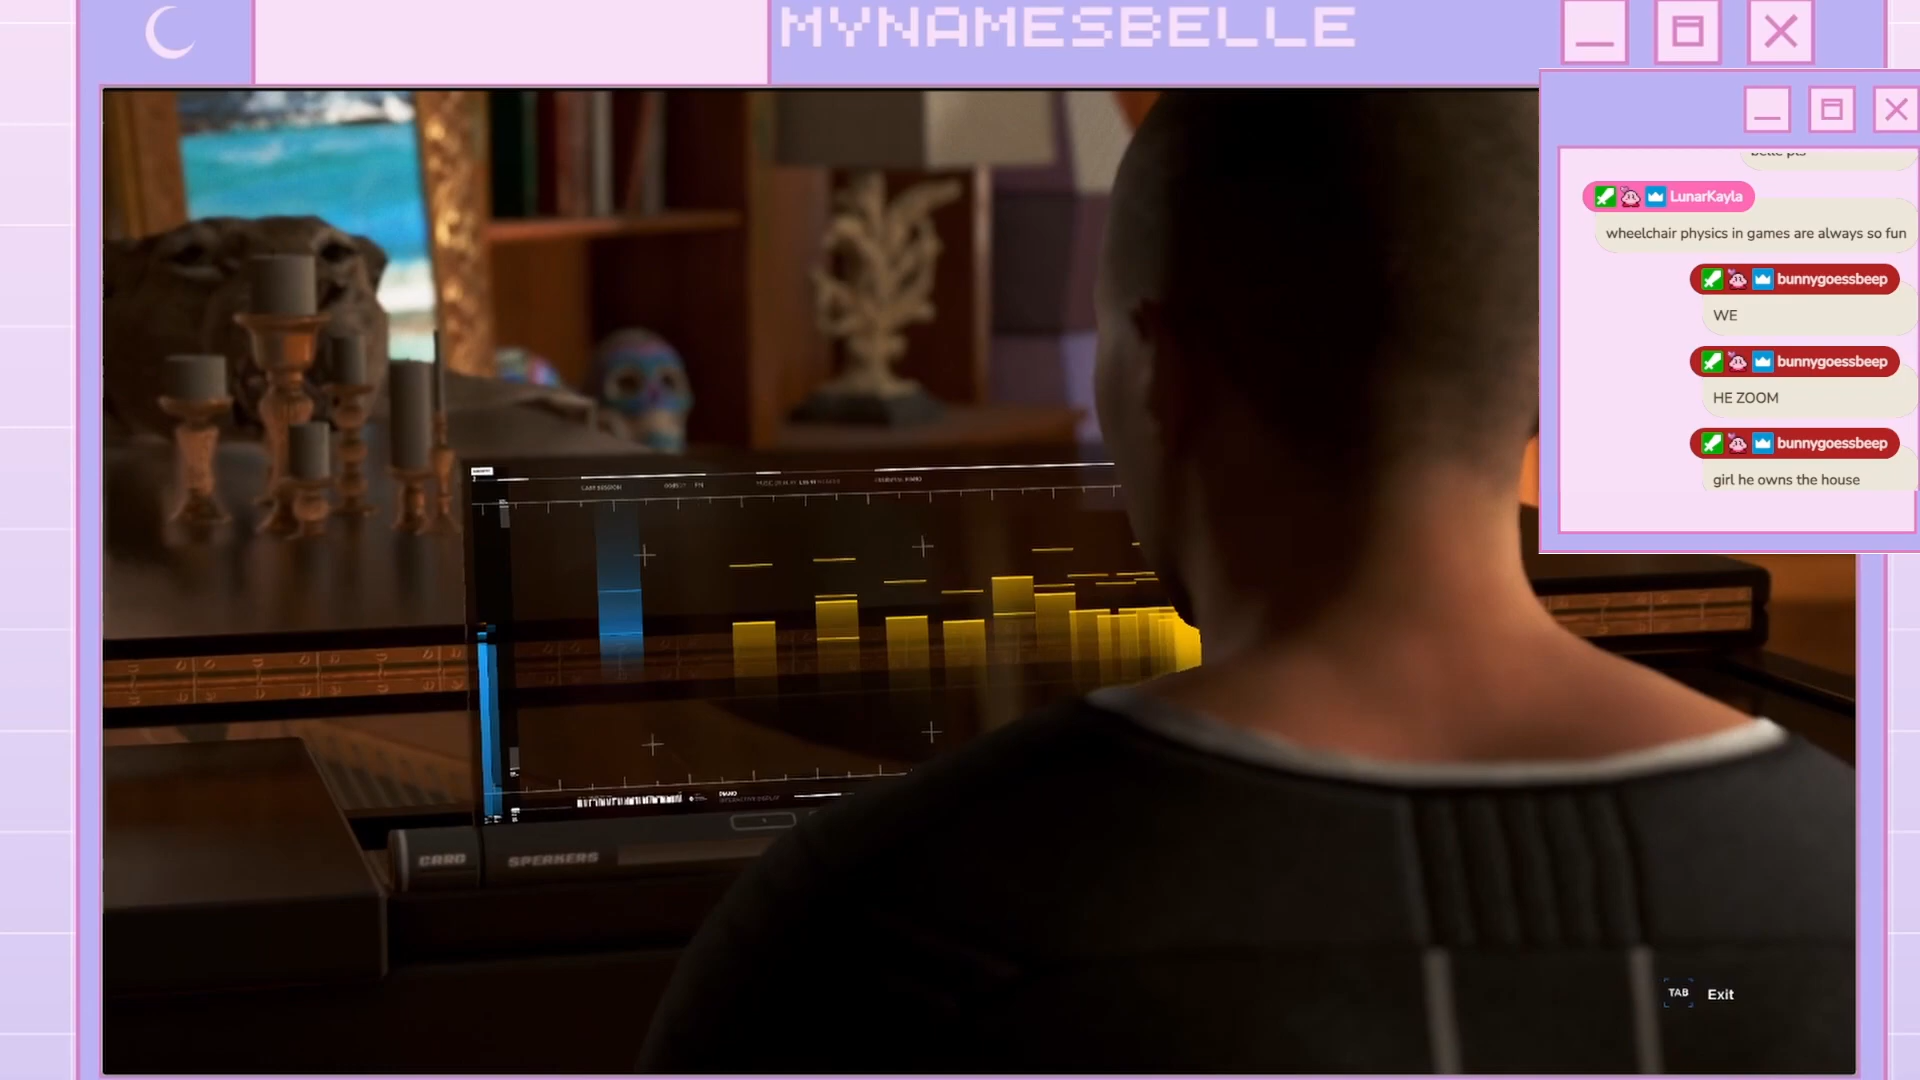 MYNAMESBELLE
LunarKayla
wheelchair physics in games are always so fun
bunnygoessbeep
WE
bunnygoessbeep
HE ZOOM
bunnygoessbeep
girl he owns the house
CARD SPEAKERS
TAB Exit